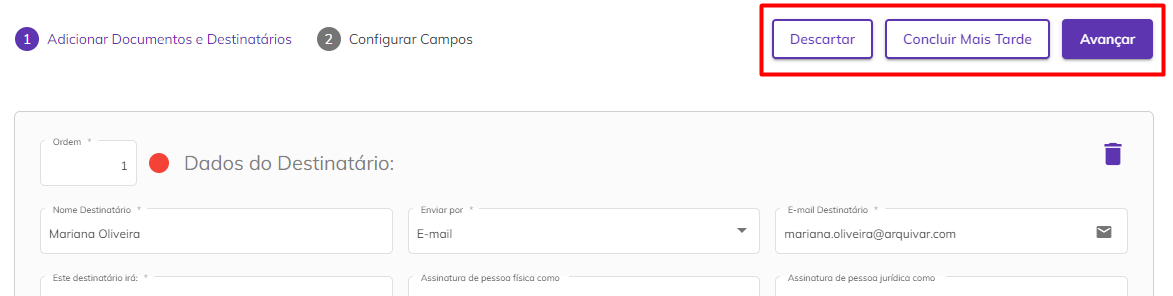 1 Adicionar Documentos e Destinatários 2 Configurar Campos Descartar Concluir Mais Tarde Avançar
Ordem *
1
Dados do Destinatário:
Nome Destinatário * Enviar por * E-mail Destinatário *
Mariana Oliveira E-mail mariana.oliveira@arquivar.com
Este destinatário irá: * Assinatura de pessoa física como Assinatura de pessoa jurídica como